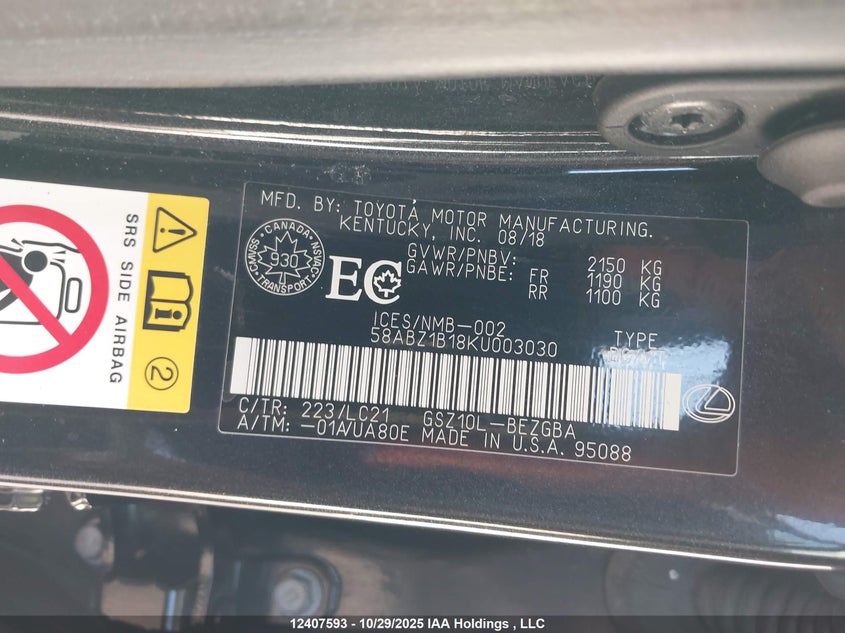 MFD. BY: TOYOTA MOTOR MANUFACTURING.
KENTUCKY, INC. 08/18
GVWR/PNBV: 2150 KG
GAWR/PNBE: FR 1190 KG
RR 1100 KG
CANADA
930
TRANSPORT
EC
ICES/NMB-002
58ABZ1B18KU003030
TYPE
C/TR: 223/LC21 GSZ10L-BEZGBA
A/TM: -01A/UA80E MADE IN U.S.A. 95088
SRS SIDE AIRBAG
2
12407593 - 10/29/2025 IAA Holdings , LLC